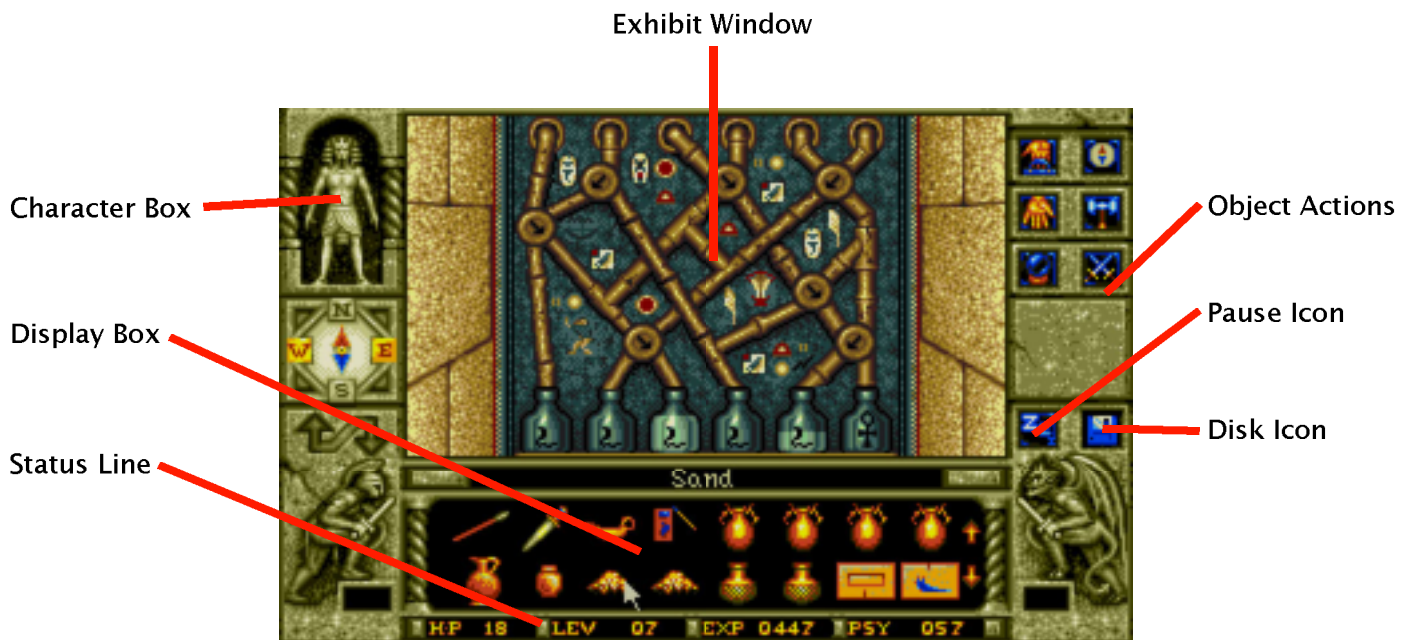 Exhibit Window
Character Box
Object Actions
N
W E
S
Display Box
Pause Icon
Disk Icon
Status Line
Sand
HP 18 LEV 07 EXP 0447 PSY 057
Z